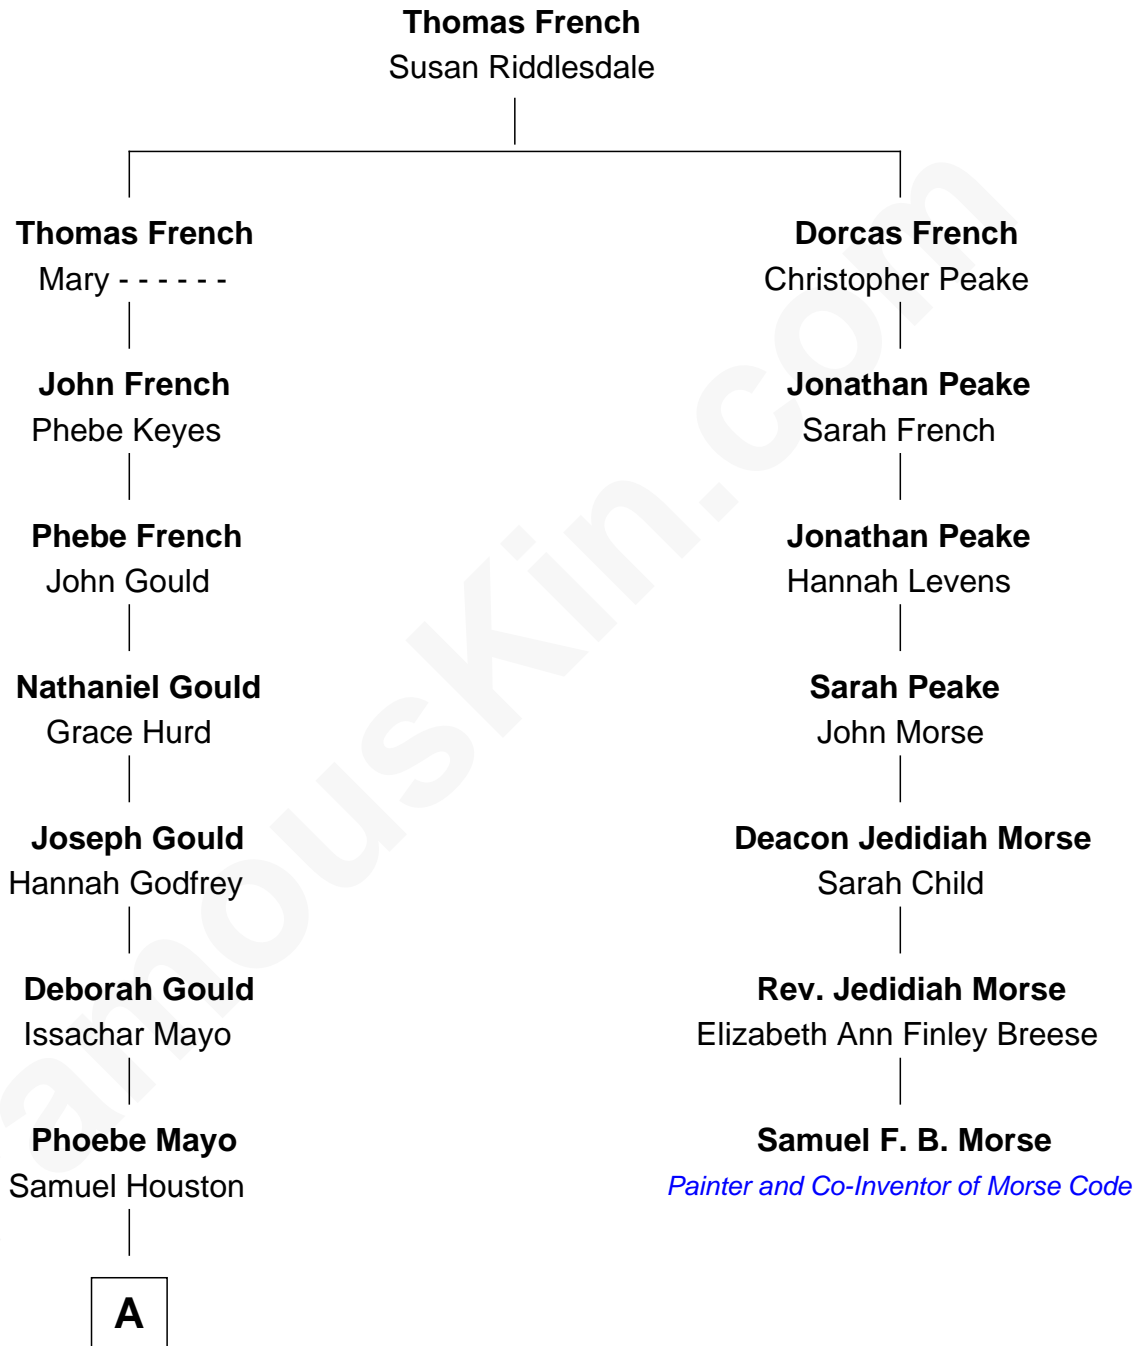 Thomas French
Susan Riddlesdale
Thomas French
Mary - - - - - -
Dorcas French
Christopher Peake
John French
Phebe Keyes
Jonathan Peake
Sarah French
Phebe French
John Gould
Jonathan Peake
Hannah Levens
Nathaniel Gould
Grace Hurd
Sarah Peake
John Morse
Joseph Gould
Hannah Godfrey
Deacon Jedidiah Morse
Sarah Child
Deborah Gould
Issachar Mayo
Rev. Jedidiah Morse
Elizabeth Ann Finley Breese
Phoebe Mayo
Samuel Houston
Samuel F. B. Morse
Painter and Co-Inventor of Morse Code
A
amousKin.com